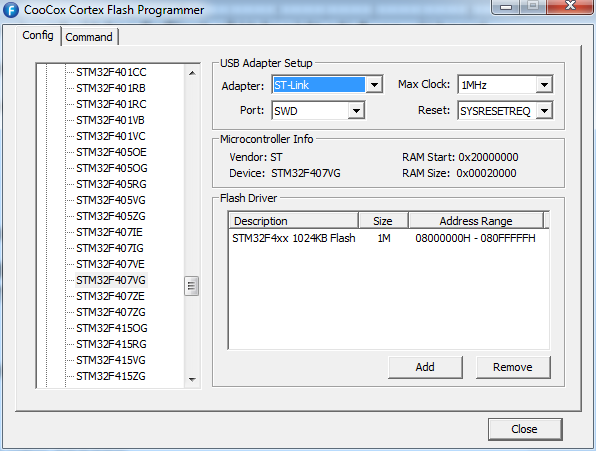 CooCox Cortex Flash Programmer
Config
Command
STM32F401CC
STM32F401RB
STM32F401RC
STM32F401VB
STM32F401VC
STM32F405OE
STM32F405OG
STM32F405RG
STM32F405VG
STM32F405ZG
STM32F407IE
STM32F407IG
STM32F407VE
STM32F407VG
STM32F407ZE
STM32F407ZG
STM32F415OG
STM32F415RG
STM32F415VG
STM32F415ZG
USB Adapter Setup
Adapter: ST-Link Max Clock: 1MHz
Port: SWD Reset: SYSRESETREQ
Microcontroller Info
Vendor: ST RAM Start: 0x20000000
Device: STM32F407VG RAM Size: 0x00020000
Flash Driver
Description Size Address Range
STM32F4xx 1024KB Flash 1M 08000000H - 080FFFFFH
Add Remove
Close